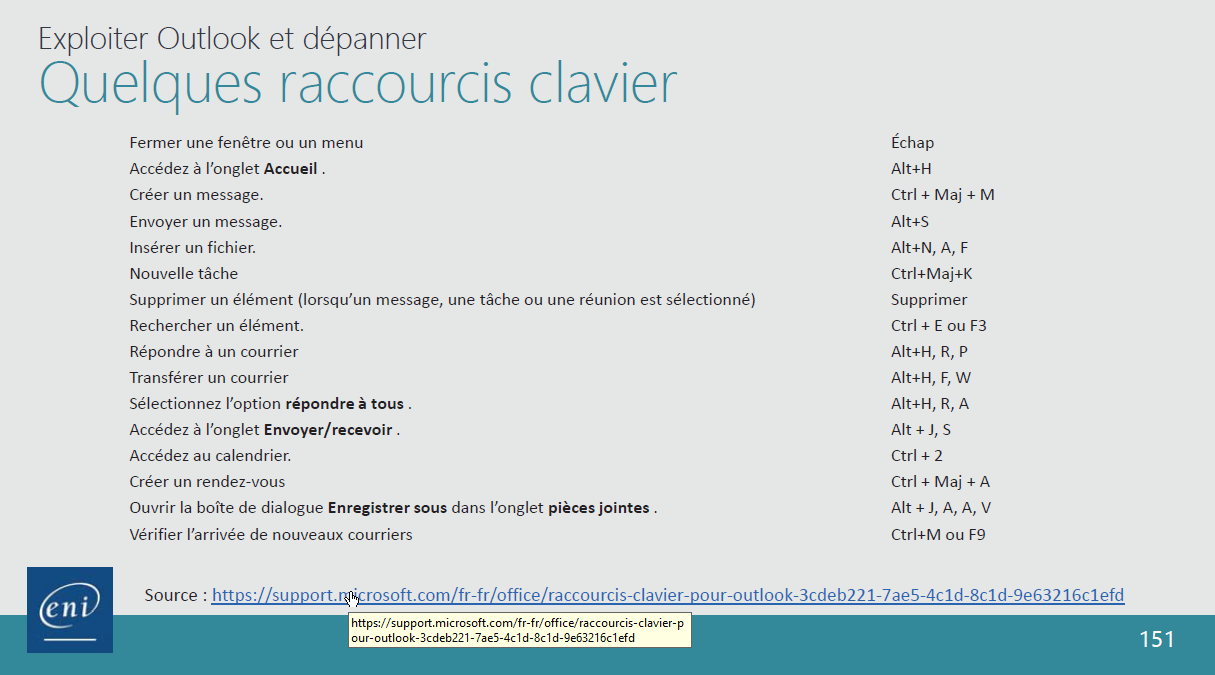 Exploiter Outlook et dépanner
Quelques raccourcis clavier
Fermer une fenêtre ou un menu Échap
Accédez à l’onglet Accueil . Alt+H
Créer un message. Ctrl + Maj + M
Envoyer un message. Alt+S
Insérer un fichier. Alt+N, A, F
Nouvelle tâche Ctrl+Maj+K
Supprimer un élément (lorsqu’un message, une tâche ou une réunion est sélectionné) Supprimer
Rechercher un élément. Ctrl + E ou F3
Répondre à un courrier Alt+H, R, P
Transférer un courrier Alt+H, F, W
Sélectionnez l’option répondre à tous . Alt+H, R, A
Accédez à l’onglet Envoyer/recevoir . Alt + J, S
Accédez au calendrier. Ctrl + 2
Créer un rendez-vous Ctrl + Maj + A
Ouvrir la boîte de dialogue Enregistrer sous dans l’onglet pièces jointes . Alt + J, A, A, V
Vérifier l’arrivée de nouveaux courriers Ctrl+M ou F9
eni
Source : https://support.microsoft.com/fr-fr/office/raccourcis-clavier-pour-outlook-3cdeb221-7ae5-4c1d-8c1d-9e63216c1efd
https://support.microsoft.com/fr-fr/office/raccourcis-clavier-p
our-outlook-3cdeb221-7ae5-4c1d-8c1d-9e63216c1efd
151